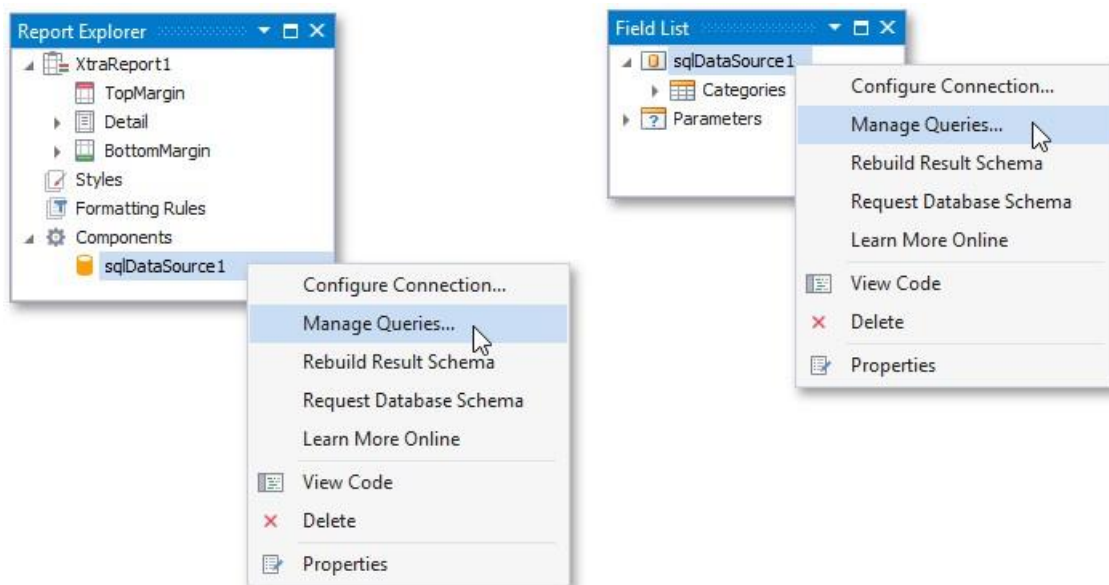 Report Explorer
XtraReport1
TopMargin
Detail
BottomMargin
Styles
Formatting Rules
Components
sqlDataSource1
Configure Connection...
Manage Queries...
Rebuild Result Schema
Request Database Schema
Learn More Online
View Code
Delete
Properties
Field List
sqlDataSource1
Categories
Parameters
Configure Connection...
Manage Queries...
Rebuild Result Schema
Request Database Schema
Learn More Online
View Code
Delete
Properties